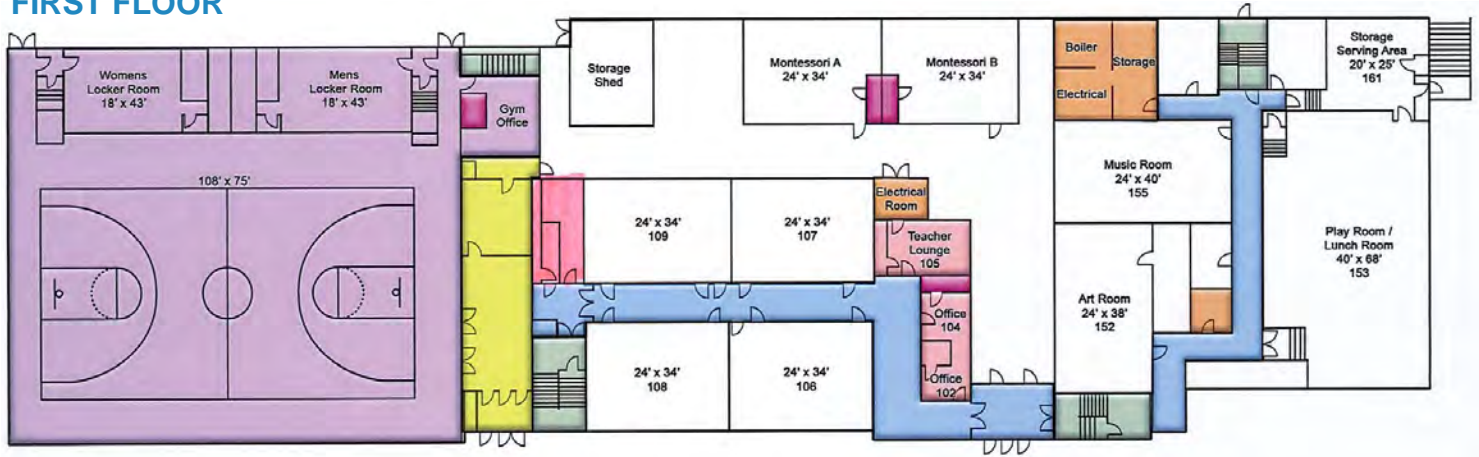 FIRST FLOOR
Womens
Locker Room
18' x 43'
Mens
Locker Room
18' x 43'
Gym
Office
108' x 75'
Storage
Shed
Montessori A
24' x 34'
Montessori B
24' x 34'
Boiler
Storage
Electrical
Storage
Serving Area
20' x 25'
161
Music Room
24' x 40'
155
Electrical
Room
24' x 34'
109
24' x 34'
107
Teacher
Lounge
105
Play Room /
Lunch Room
40' x 68'
153
Art Room
24' x 38'
152
Office
104
24' x 34'
108
24' x 34'
106
Office
102